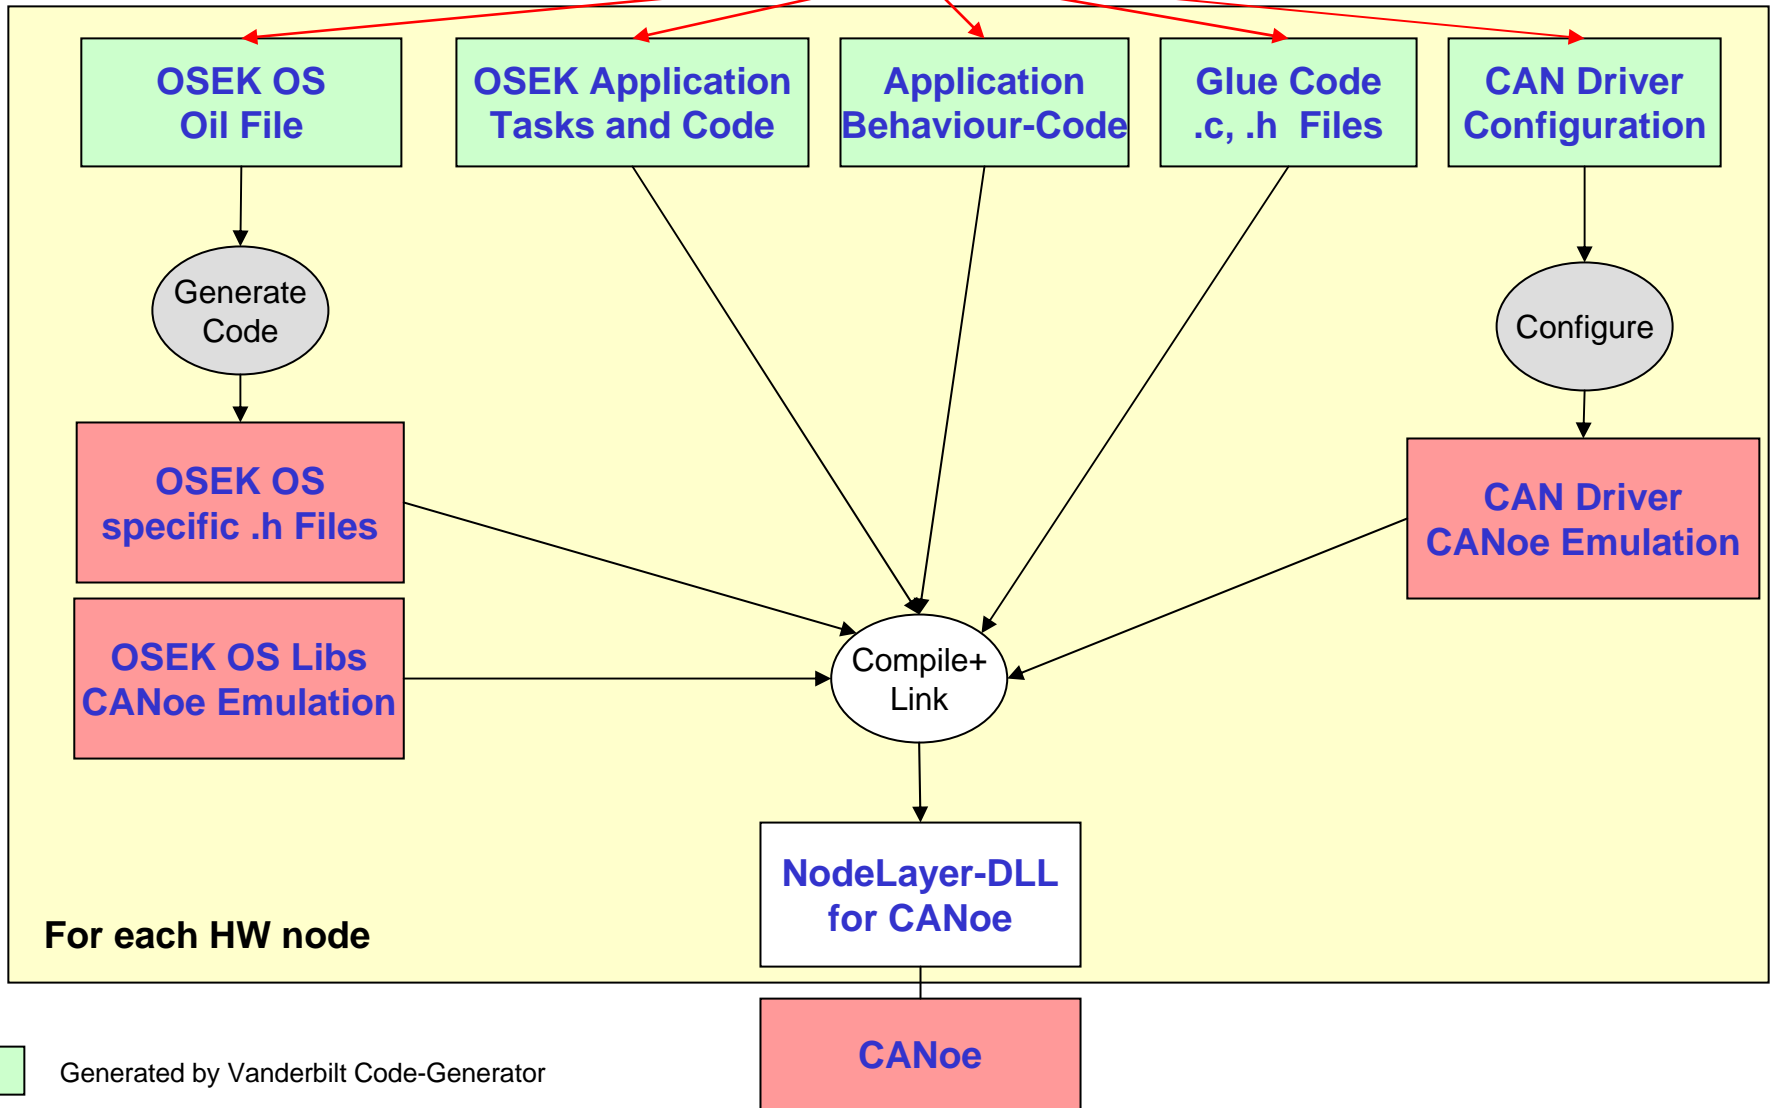 OSEK OS
Oil File
OSEK Application
Tasks and Code
Application
Behaviour-Code
Glue Code
.c, .h  Files
CAN Driver
Configuration
Generate
Code
Configure
OSEK OS
specific .h Files
CAN Driver
CANoe Emulation
OSEK OS Libs
CANoe Emulation
Compile+
Link
NodeLayer-DLL
for CANoe
For each HW node
CANoe
Generated by Vanderbilt Code-Generator